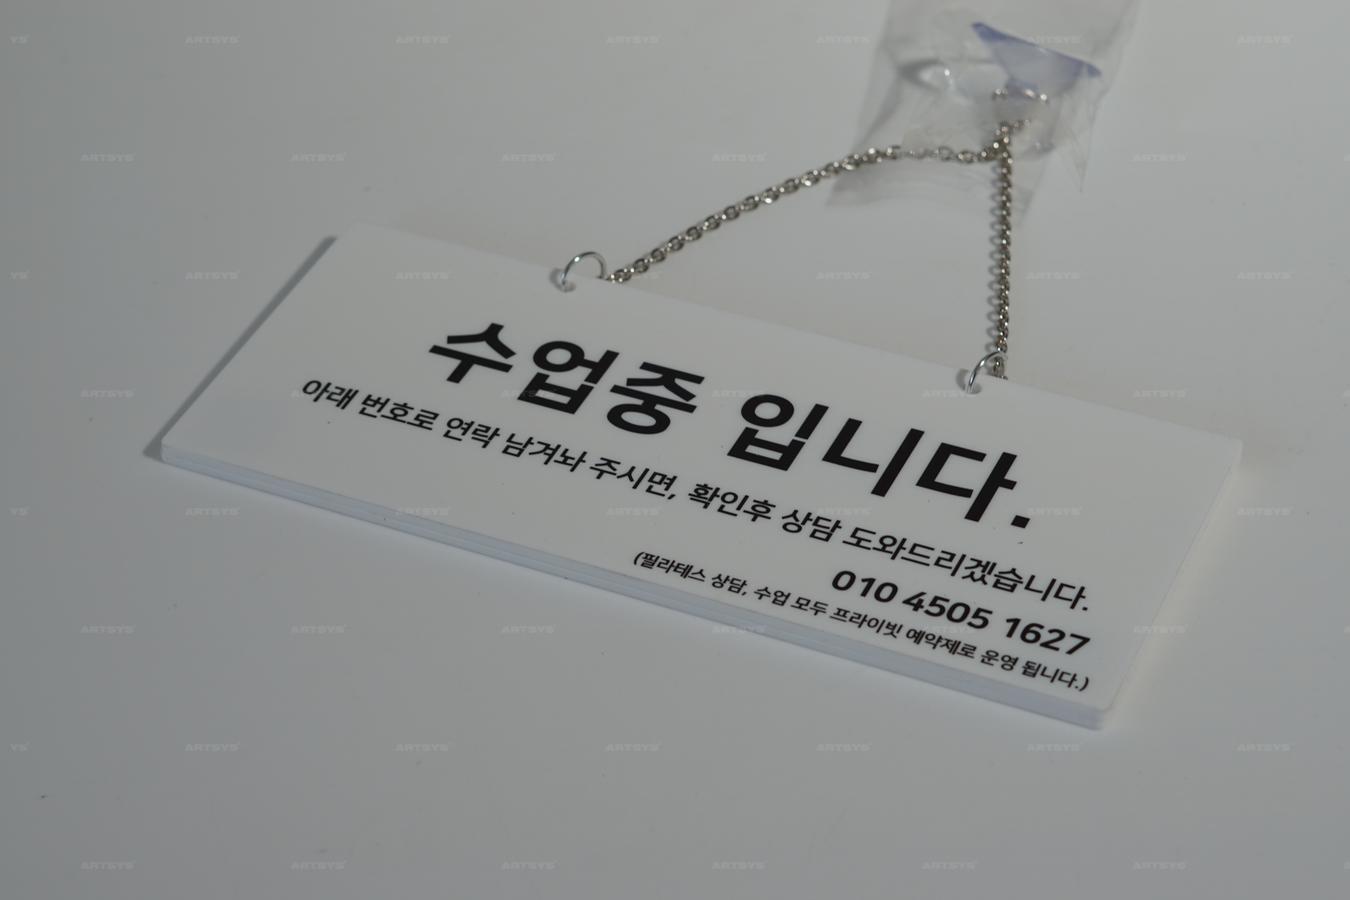 수업중 입니다.
아래 번호로 연락 남겨놔 주시면, 확인후 상담 도와드리겠습니다.
010 4505 1627
(필라테스 상담, 수업 모두 프라이빗 예약제로 운영 됩니다.)
ARTSYS